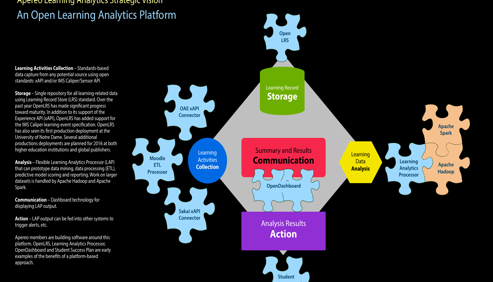 Apereo Learning Analytics Strategic Vision
An Open Learning Analytics Platform
Learning Activities Collection – Standards-based
data capture from any potential source using open
standards: xAPI and/or IMS Caliper/Sensor API
Storage – Single repository for all learning-related data
using Learning Record Store (LRS) standard. Over the
past year OpenLRS has made significant progress
toward maturity. In addition to its support of the
Experience API (xAPI), OpenLRS has added support for
the IMS Caliper learning event specification. OpenLRS
has also seen its first production deployment at the
University of Notre Dame. Several additional
productions deployments are planned for 2016 at both
higher education institutions and global publishers.
Analysis – Flexible Learning Analytics Processor (LAP)
that can prototype data mining, data processing (ETL),
predictive model scoring and reporting. Work on larger
datasets is hundled by Apache Hadoop and Apache
Spark.
Communication – Dashboard technology for
displaying LAP output.
Action – LAP output can be fed into other systems to
trigger alerts, etc.
Apereo members are building software around this
platform. OpenLRS, Learning Analytics Processor,
OpenDashboard and Student Success Plan are early
examples of the benefits of a platform-based
approach.
Open
LRS
Learning Record
Storage
OAE xAPI
Connector
Moodle
ETL
Processor
Sakai xAPI
Connector
Learning
Activities
Collection
Summary and Results
Communication
OpenDashboard
Learning
Data
Analysis
Learning
Analytics
Processor
Apache
Spark
Apache
Hadoop
Analysis Results
Action
Student